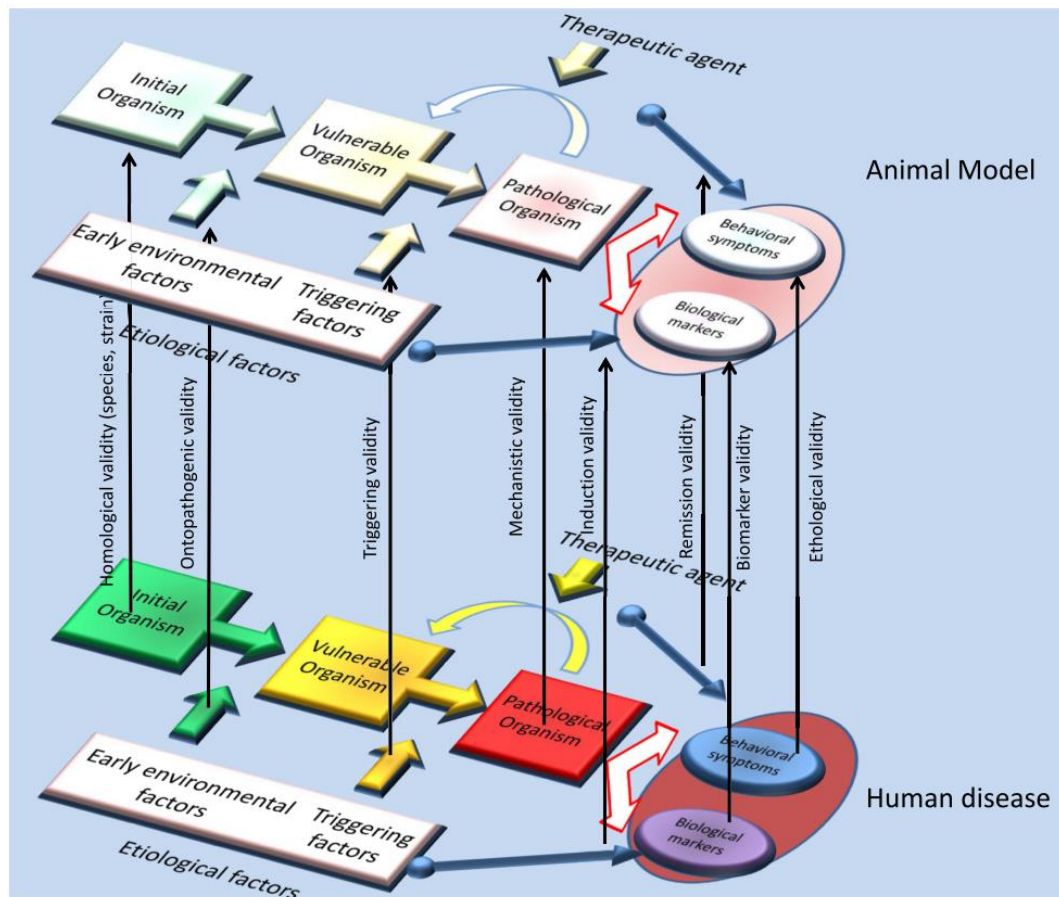 Therapeutic agent
Initial
Organism
Vulnerable
Organism
Pathological
Organism
Animal Model
Behavioral
symptoms
Early environmental
factors
Triggering
factors
Biological
markers
Etiological factors
Homological validity (species, strain)
Ontopathogenic validity
Triggering validity
Mechanistic validity
Induction validity
Remission validity
Biomarker validity
Ethological validity
Therapeutic agent
Initial
Organism
Vulnerable
Organism
Pathological
Organism
Behavioral
symptoms
Early environmental
factors
Triggering
factors
Human disease
Biological
markers
Etiological factors